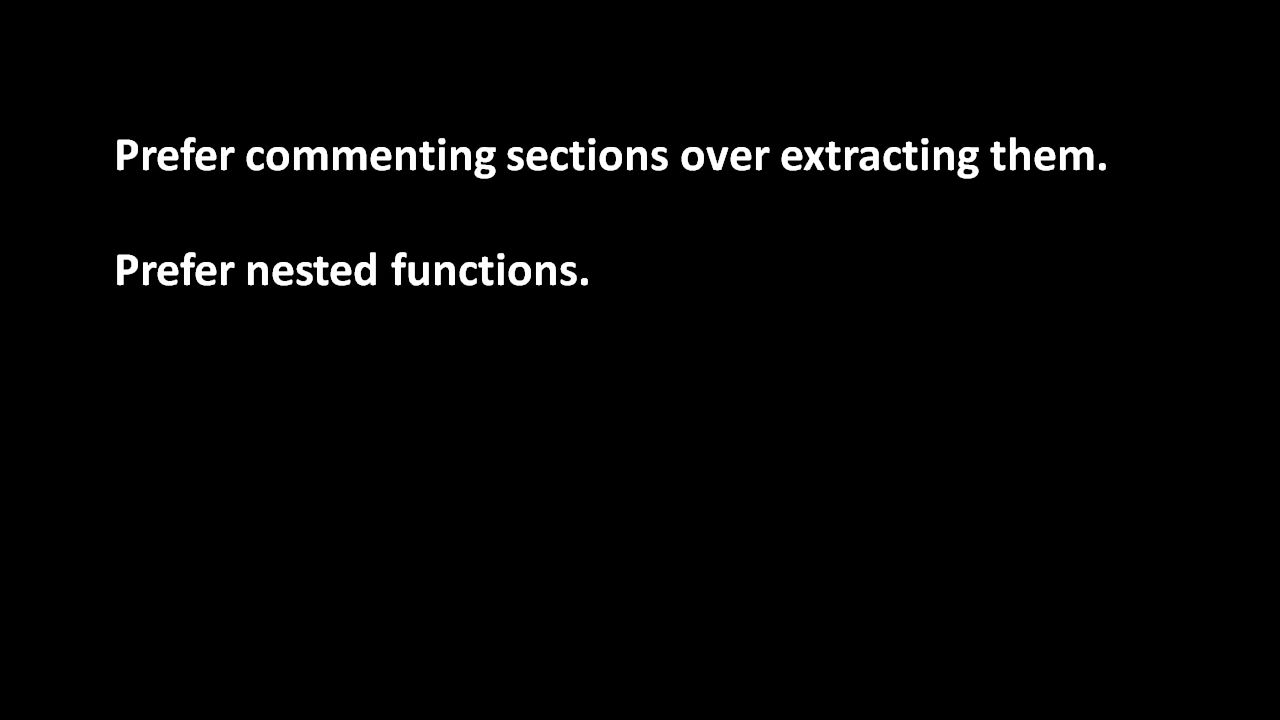 Prefer commenting sections over extracting them.
Prefer nested functions.